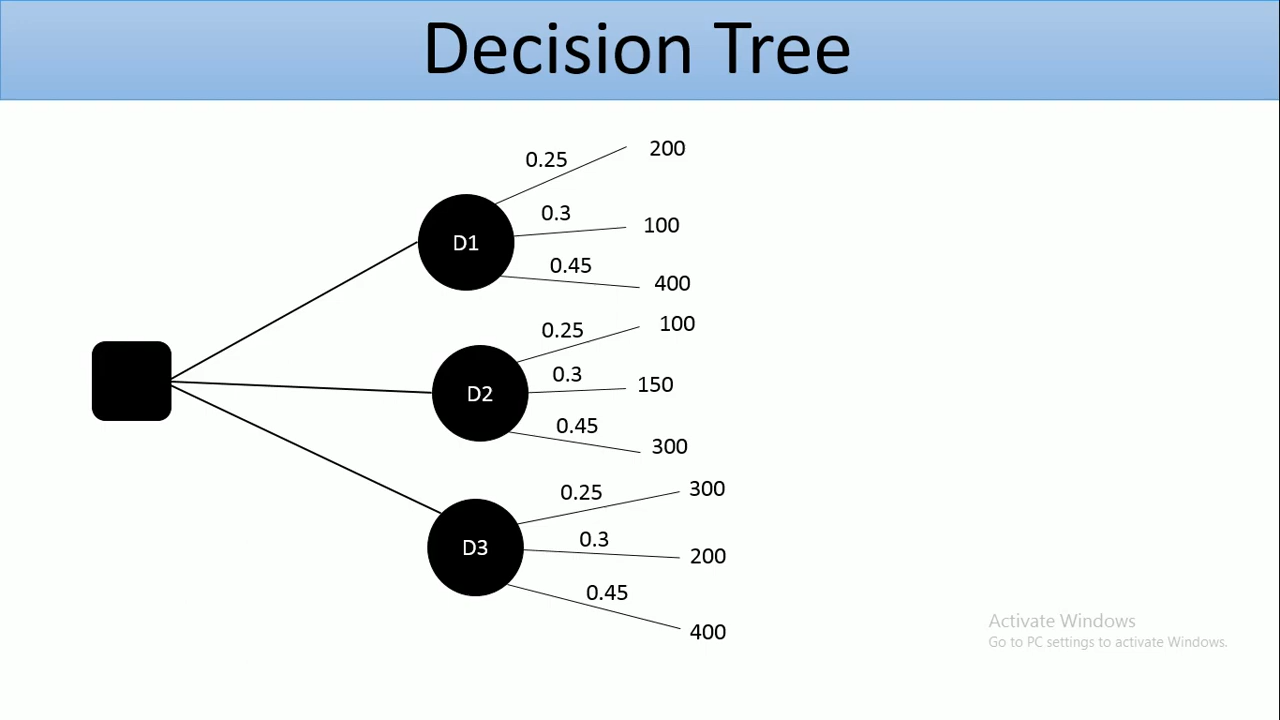 Decision Tree
0.25 200
0.3 100
D1
0.45 400
0.25 100
0.3 150
D2
0.45 300
0.25 300
0.3 200
D3
0.45 400
Activate Windows
Go to PC settings to activate Windows.